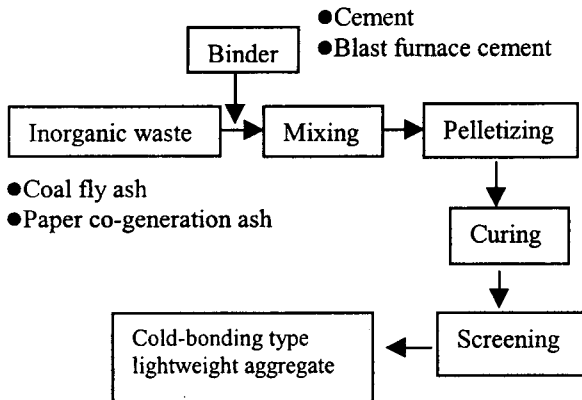 ●Cement
●Blast furnace cement
Binder
Inorganic waste
Mixing
Pelletizing
●Coal fly ash
●Paper co-generation ash
Curing
Screening
Cold-bonding type
lightweight aggregate